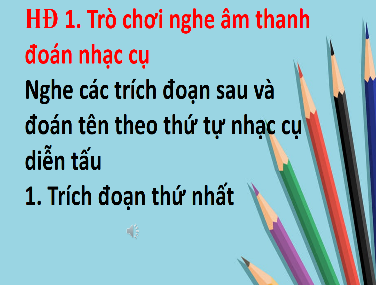 HĐ 1. Trò chơi nghe âm thanh
đoán nhạc cụ
Nghe các trích đoạn sau và
đoán tên theo thứ tự nhạc cụ
diễn tấu
1. Trích đoạn thứ nhất